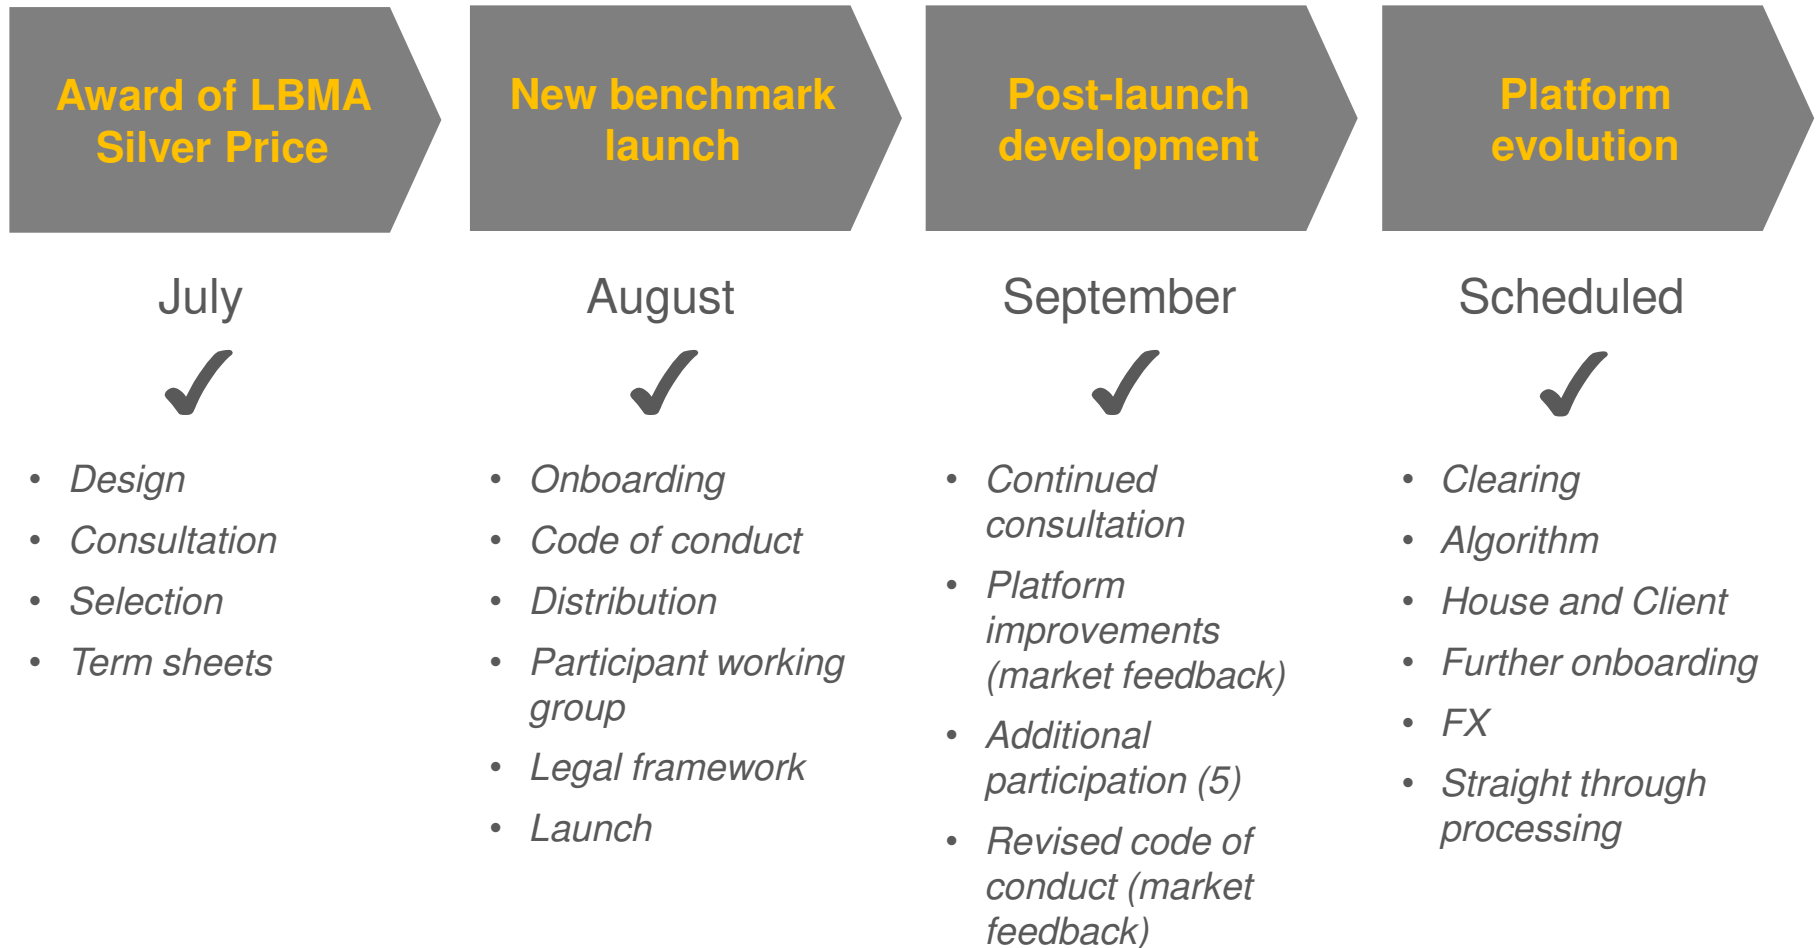 Award of LBMA
Silver Price
July
✓
• Design
• Consultation
• Selection
• Term sheets
New benchmark
launch
August
✓
• Onboarding
• Code of conduct
• Distribution
• Participant working
group
• Legal framework
• Launch
Post-launch
development
September
✓
• Continued
consultation
• Platform
improvements
(market feedback)
• Additional
participation (5)
• Revised code of
conduct (market
feedback)
Platform
evolution
Scheduled
✓
• Clearing
• Algorithm
• House and Client
• Further onboarding
• FX
• Straight through
processing